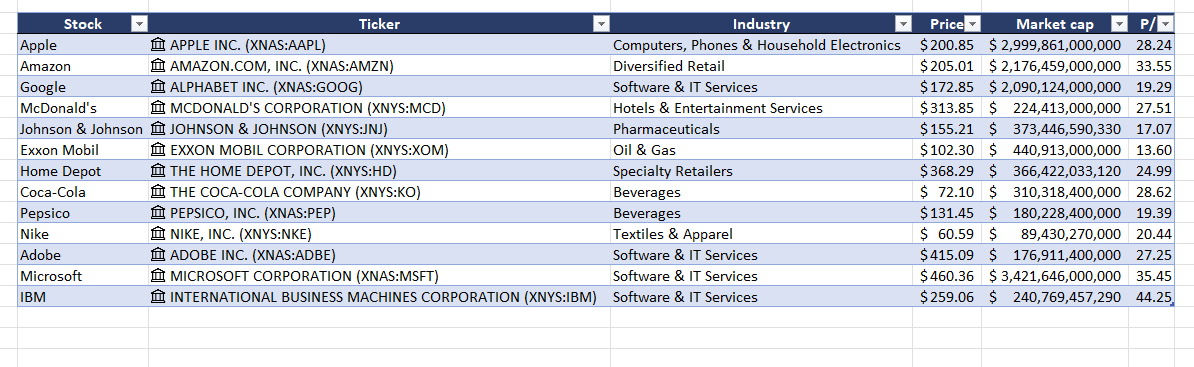 Stock Ticker Industry Price Market cap P/
Apple APPLE INC. (XNAS:AAPL) Computers, Phones & Household Electronics $200.85 $ 2,999,861,000,000 28.24
Amazon AMAZON.COM, INC. (XNAS:AMZN) Diversified Retail $205.01 $ 2,176,459,000,000 33.55
Google ALPHABET INC. (XNAS:GOOG) Software & IT Services $172.85 $ 2,090,124,000,000 19.29
McDonald's MCDONALD'S CORPORATION (XNYS:MCD) Hotels & Entertainment Services $313.85 $ 224,413,000,000 27.51
Johnson & Johnson JOHNSON & JOHNSON (XNYS:JNJ) Pharmaceuticals $155.21 $ 373,446,590,330 17.07
Exxon Mobil EXXON MOBIL CORPORATION (XNYS:XOM) Oil & Gas $102.30 $ 440,913,000,000 13.60
Home Depot THE HOME DEPOT, INC. (XNYS:HD) Specialty Retailers $368.29 $ 366,422,033,120 24.99
Coca-Cola THE COCA-COLA COMPANY (XNYS:KO) Beverages $ 72.10 $ 310,318,400,000 28.62
Pepsico PEPSICO, INC. (XNAS:PEP) Beverages $131.45 $ 180,228,400,000 19.39
Nike NIKE, INC. (XNYS:NKE) Textiles & Apparel $ 60.59 $ 89,430,270,000 20.44
Adobe ADOBE INC. (XNAS:ADBE) Software & IT Services $415.09 $ 176,911,400,000 27.25
Microsoft MICROSOFT CORPORATION (XNAS:MSFT) Software & IT Services $460.36 $ 3,421,646,000,000 35.45
IBM INTERNATIONAL BUSINESS MACHINES CORPORATION (XNYS:IBM) Software & IT Services $259.06 $ 240,769,457,290 44.25